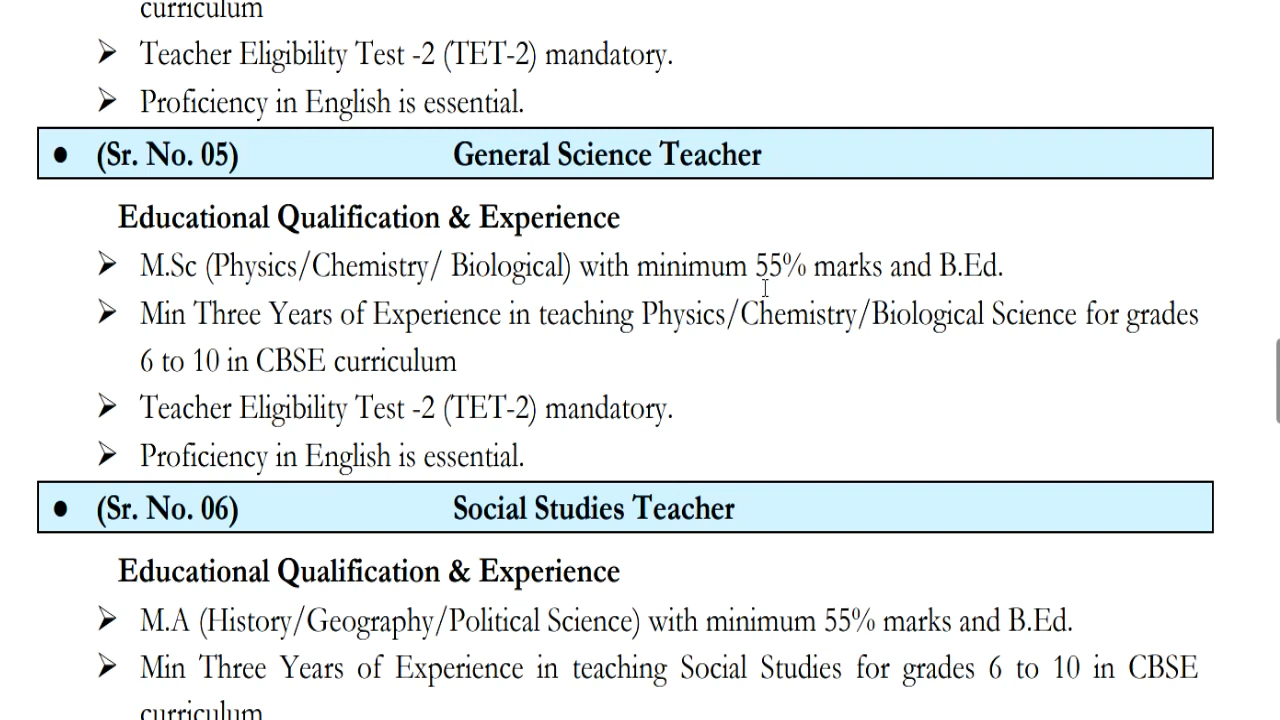 curriculum
➢ Teacher Eligibility Test -2 (TET-2) mandatory.
➢ Proficiency in English is essential.
● (Sr. No. 05) General Science Teacher
Educational Qualification & Experience
➢ M.Sc (Physics/Chemistry/ Biological) with minimum 55% marks and B.Ed.
➢ Min Three Years of Experience in teaching Physics/Chemistry/Biological Science for grades
6 to 10 in CBSE curriculum
➢ Teacher Eligibility Test -2 (TET-2) mandatory.
➢ Proficiency in English is essential.
● (Sr. No. 06) Social Studies Teacher
Educational Qualification & Experience
➢ M.A (History/Geography/Political Science) with minimum 55% marks and B.Ed.
➢ Min Three Years of Experience in teaching Social Studies for grades 6 to 10 in CBSE
curriculum